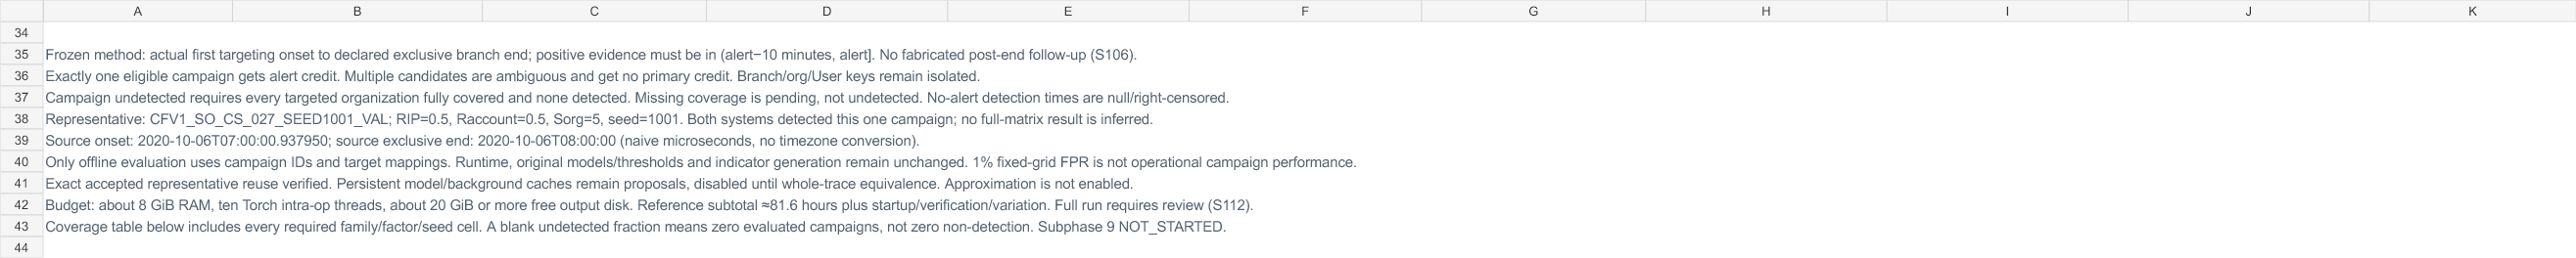 A B C D E F G H I J K
34
35 Frozen method: actual first targeting onset to declared exclusive branch end; positive evidence must be in (alert−10 minutes, alert]. No fabricated post-end follow-up (S106).
36 Exactly one eligible campaign gets alert credit. Multiple candidates are ambiguous and get no primary credit. Branch/org/User keys remain isolated.
37 Campaign undetected requires every targeted organization fully covered and none detected. Missing coverage is pending, not undetected. No-alert detection times are null/right-censored.
38 Representative: CFV1_SO_CS_027_SEED1001_VAL; RIP=0.5, Raccount=0.5, Sorg=5, seed=1001. Both systems detected this one campaign; no full-matrix result is inferred.
39 Source onset: 2020-10-06T07:00:00.937950; source exclusive end: 2020-10-06T08:00:00 (naive microseconds, no timezone conversion).
40 Only offline evaluation uses campaign IDs and target mappings. Runtime, original models/thresholds and indicator generation remain unchanged. 1% fixed-grid FPR is not operational campaign performance.
41 Exact accepted representative reuse verified. Persistent model/background caches remain proposals, disabled until whole-trace equivalence. Approximation is not enabled.
42 Budget: about 8 GiB RAM, ten Torch intra-op threads, about 20 GiB or more free output disk. Reference subtotal ≈81.6 hours plus startup/verification/variation. Full run requires review (S112).
43 Coverage table below includes every required family/factor/seed cell. A blank undetected fraction means zero evaluated campaigns, not zero non-detection. Subphase 9 NOT_STARTED.
44